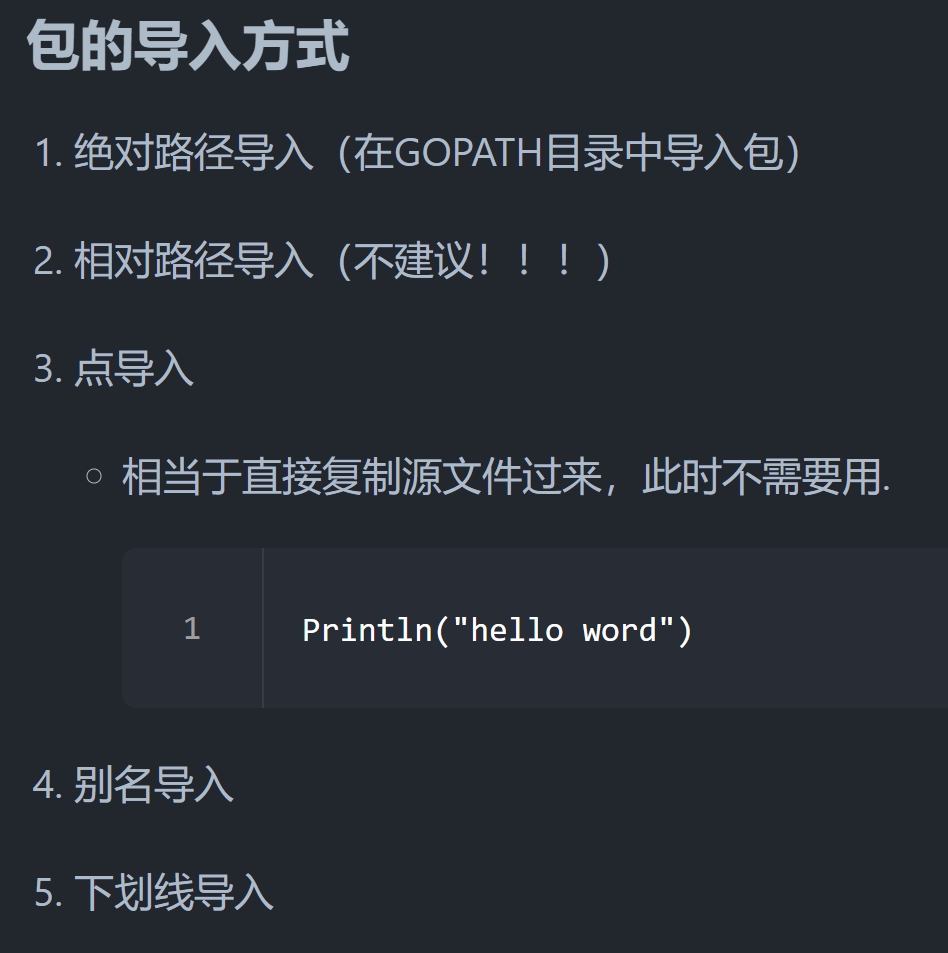 包的导入方式
1. 绝对路径导入（在GOPATH目录中导入包）
2. 相对路径导入（不建议！！！）
3. 点导入
相当于直接复制源文件过来，此时不需要用.
1 Println("hello word")
4. 别名导入
5. 下划线导入